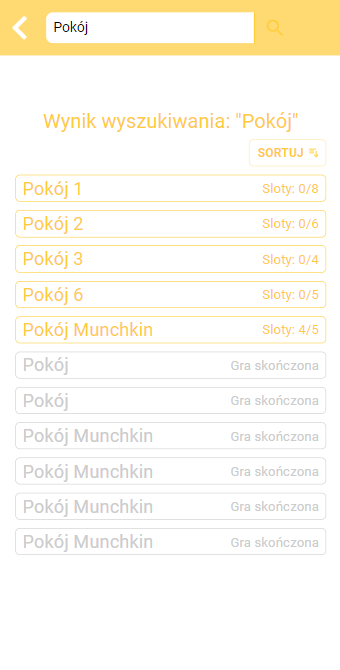 Pokój
Wynik wyszukiwania: "Pokój"
SORTUJ
Pokój 1 Sloty: 0/8
Pokój 2 Sloty: 0/6
Pokój 3 Sloty: 0/4
Pokój 6 Sloty: 0/5
Pokój Munchkin Sloty: 4/5
Pokój Gra skończona
Pokój Gra skończona
Pokój Munchkin Gra skończona
Pokój Munchkin Gra skończona
Pokój Munchkin Gra skończona
Pokój Munchkin Gra skończona